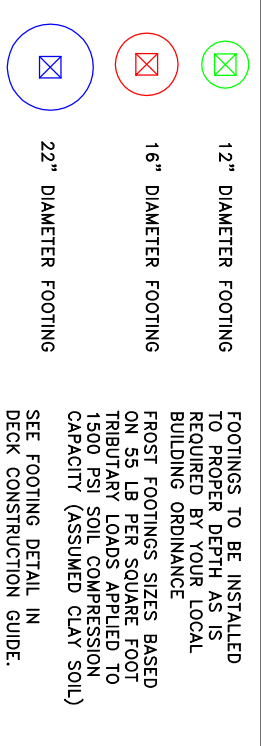 12" DIAMETER FOOTING
16" DIAMETER FOOTING
22" DIAMETER FOOTING
FOOTINGS TO BE INSTALLED
TO PROPER DEPTH AS IS
REQUIRED BY YOUR LOCAL
BUILDING ORDINANCE
FROST FOOTINGS SIZES BASED
ON 55 LB PER SQUARE FOOT
TRIBUTARY LOADS APPLIED TO
1500 PSI SOIL COMPRESSION
CAPACITY (ASSUMED CLAY SOIL)
SEE FOOTING DETAIL IN
DECK CONSTRUCTION GUIDE.